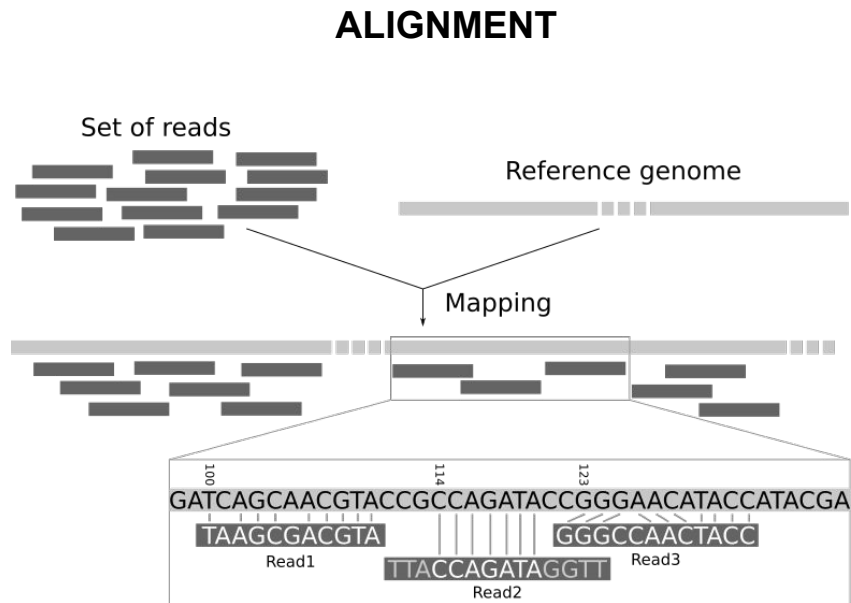 ALIGNMENT
Set of reads
Reference genome
Mapping
100
114
123
GATCAGCAACGTACCGCCAGATACCGGGAACATACCATACGA
TAAGCGACGTA
GGGCCAACTACC
Read1
Read3
TTACCAGATAGGTT
Read2